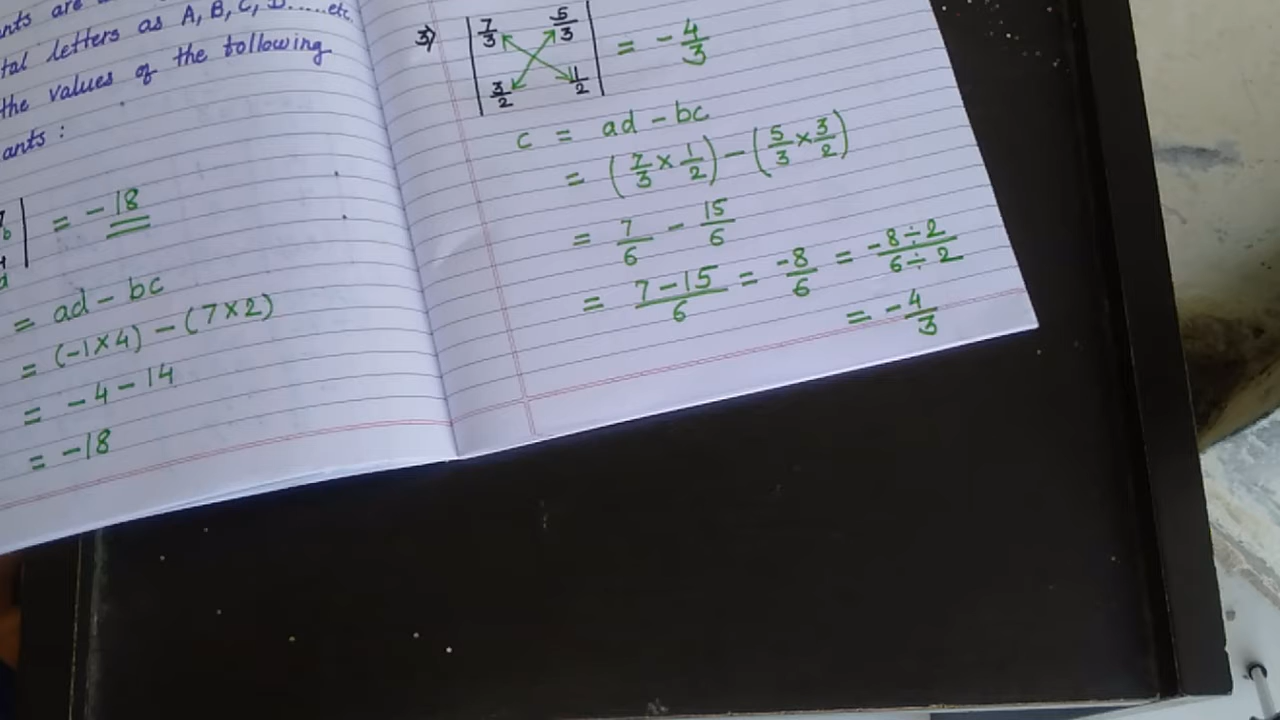 ants are
tal letters as A, B, C, D.....etc.
the values of the following
ants :
= -18
= ad - bc
= (-1×4) - (7×2)
= -4-14
= -18
3) | 7/3 5/3 |
| 3/2 1/2 | = -4/3
c = ad - bc
= (7/3 × 1/2) - (5/3 × 3/2)
= 7/6 - 15/6
= 7-15/6 = -8/6 = -8÷2/6÷2
= -4/3